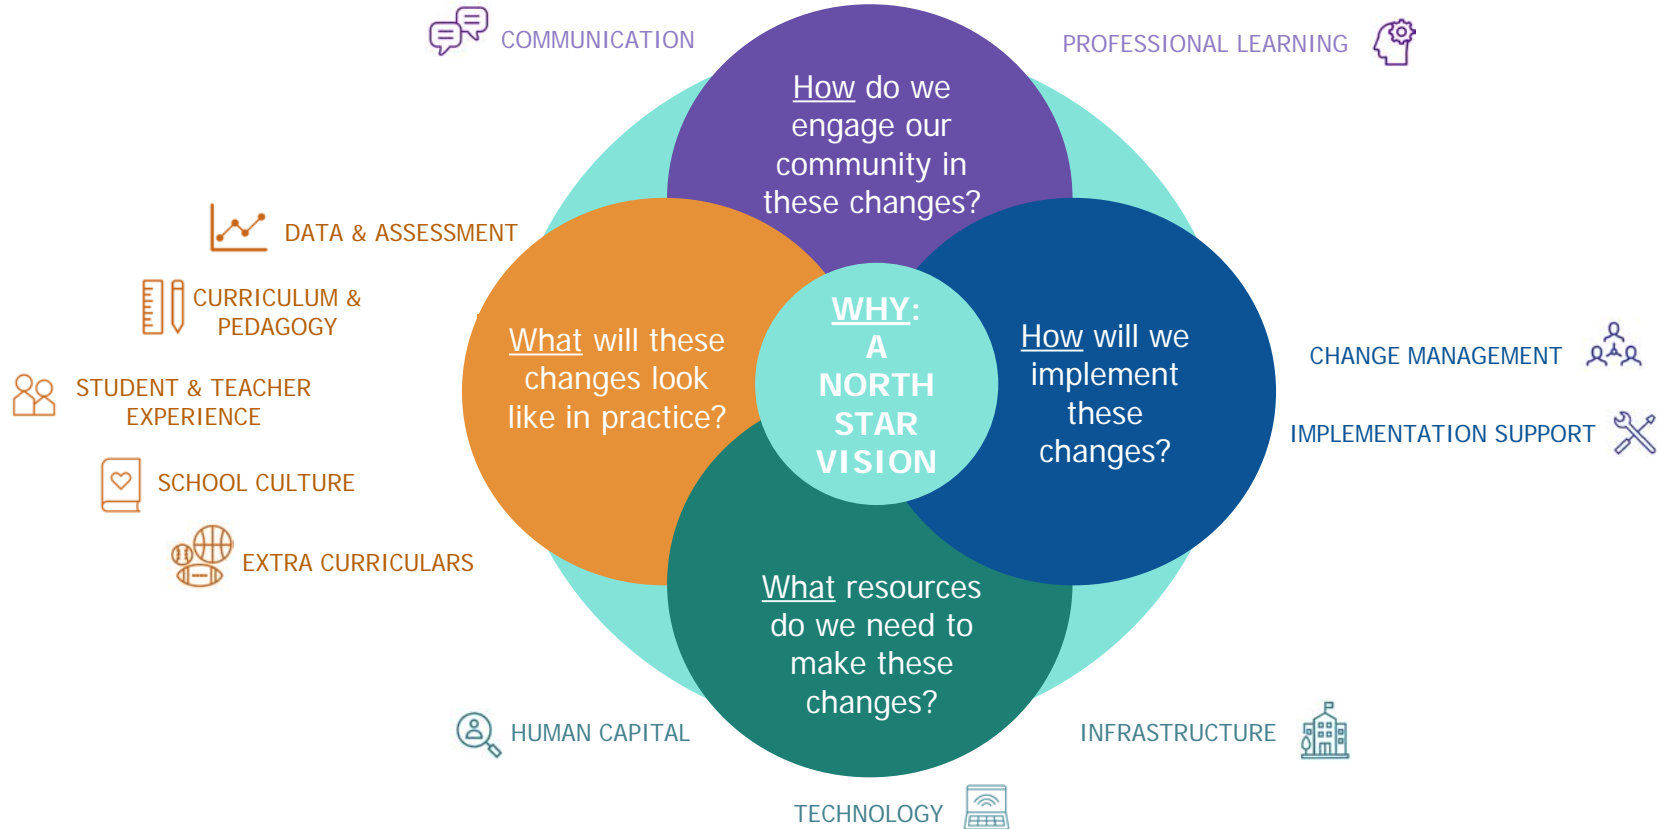 COMMUNICATION
PROFESSIONAL LEARNING
How do we
engage our
community in
these changes?
DATA & ASSESSMENT
CURRICULUM &
PEDAGOGY
STUDENT & TEACHER
EXPERIENCE
SCHOOL CULTURE
EXTRA CURRICULARS
What will these
changes look
like in practice?
WHY:
A
NORTH
STAR
VISION
How will we
implement
these
changes?
CHANGE MANAGEMENT
IMPLEMENTATION SUPPORT
What resources
do we need to
make these
changes?
HUMAN CAPITAL
INFRASTRUCTURE
TECHNOLOGY